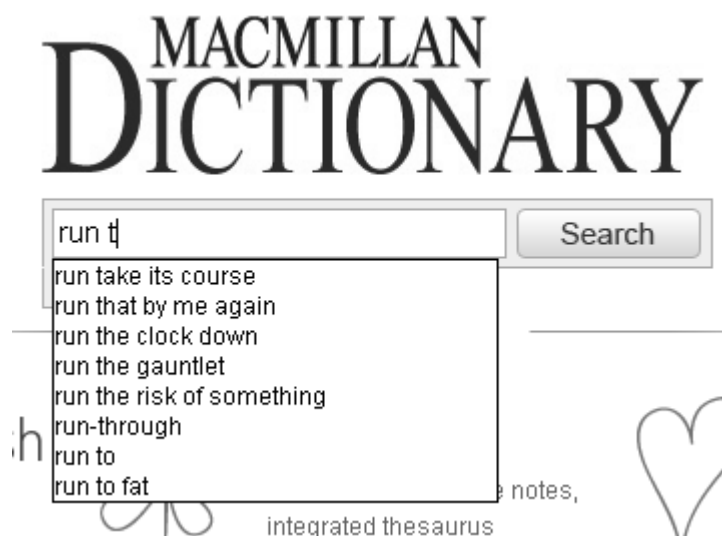 MACMILLAN
DICTIONARY
run t
Search
run take its course
run that by me again
run the clock down
run the gauntlet
run the risk of something
run-through
run to
run to fat
notes,
integrated thesaurus